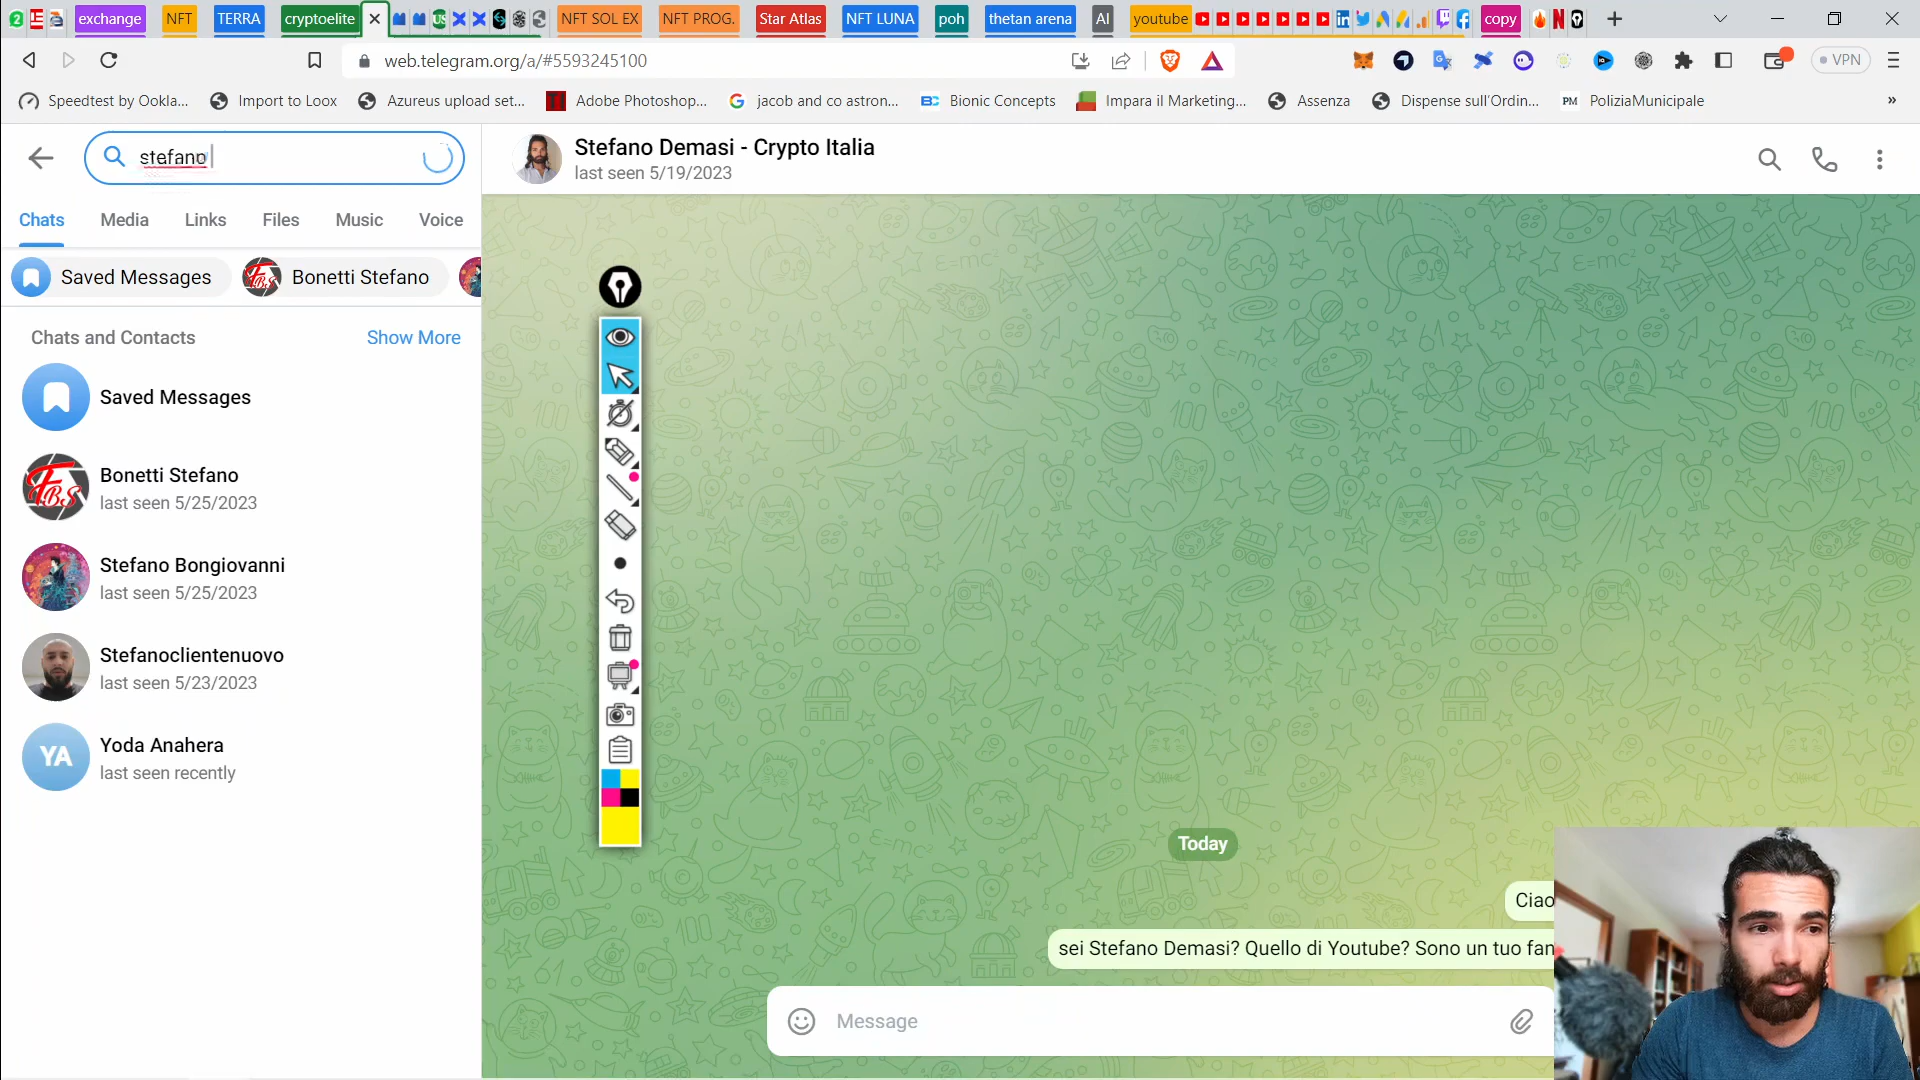 exchange
NFT
TERRA
cryptoelite
NFT SOL EX
NFT PROG.
Star Atlas
NFT LUNA
poh
thetan arena
AI
youtube
copy
web.telegram.org/a/#5593245100
VPN
Speedtest by Ookla...
Import to Loox
Azureus upload set...
Adobe Photoshop...
jacob and co astron...
Bionic Concepts
Impara il Marketing...
Assenza
Dispense sull'Ordin...
PM PoliziaMunicipale
»
stefano
Stefano Demasi - Crypto Italia
last seen 5/19/2023
Chats
Media
Links
Files
Music
Voice
Saved Messages
Bonetti Stefano
Chats and Contacts
Show More
Saved Messages
Bonetti Stefano
last seen 5/25/2023
Stefano Bongiovanni
last seen 5/25/2023
Stefanoclientenuovo
last seen 5/23/2023
YA
Yoda Anahera
last seen recently
Today
Ciao
sei Stefano Demasi? Quello di Youtube? Sono un tuo fan
Message